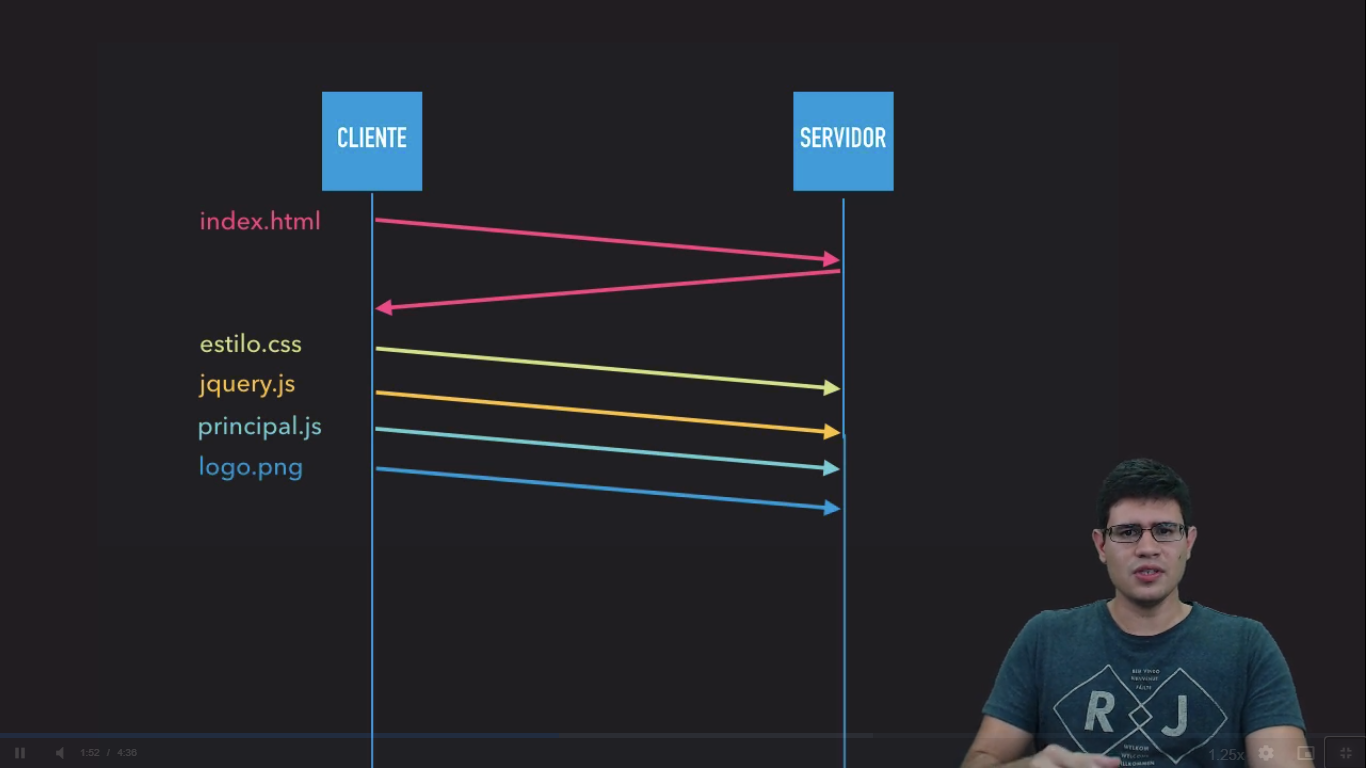 CLIENTE
SERVIDOR
index.html
estilo.css
jquery.js
principal.js
logo.png
R J
1:52 / 4:36
1.25x